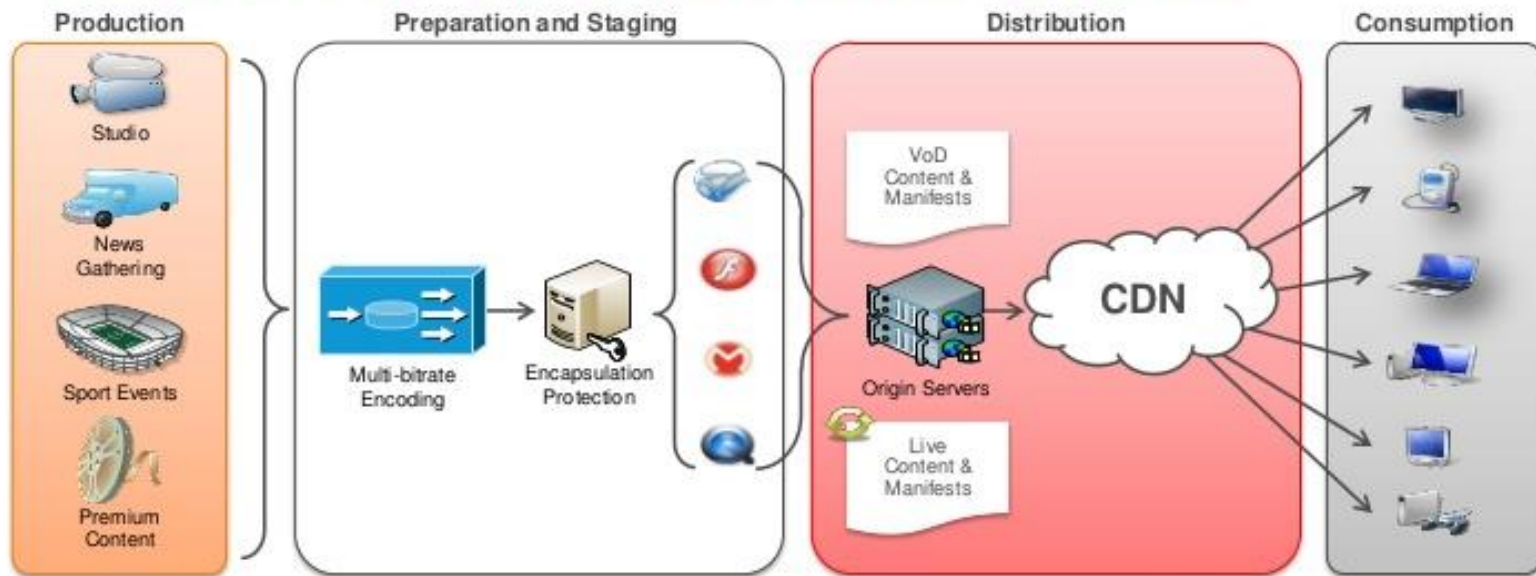 Production
Preparation and Staging
Distribution
Consumption
Studio
News
Gathering
Sport Events
Premium
Content
Multi-bitrate
Encoding
Encapsulation
Protection
VoD
Content &
Manifests
Origin Servers
Live
Content &
Manifests
CDN